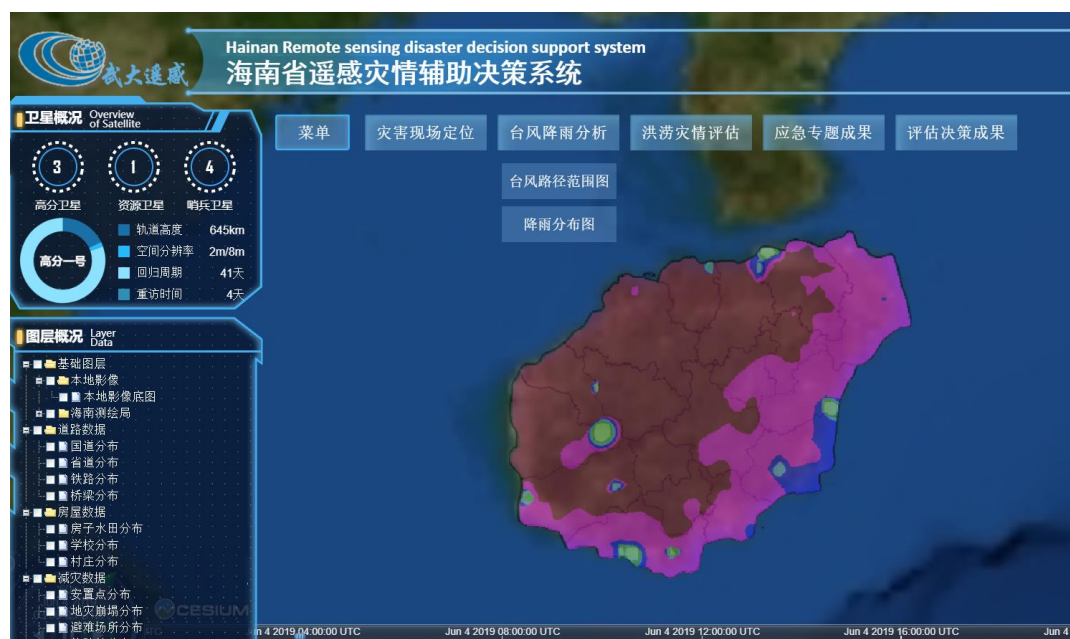 武大遥感
Hainan Remote sensing disaster decision support system
海南省遥感灾情辅助决策系统
卫星概况 Overview of Satellite
3 1 4
高分卫星 资源卫星 哨兵卫星
高分一号
轨道高度 645km
空间分辨率 2m/8m
回归周期 41天
重访时间 4天
菜单 灾害现场定位 台风降雨分析 洪涝灾情评估 应急专题成果 评估决策成果
台风路径范围图
降雨分布图
图层概况 Layer Data
基础图层
本地影像
本地影像底图
海南测绘局
道路数据
国道分布
省道分布
铁路分布
桥梁分布
房屋数据
房子水田分布
学校分布
村庄分布
减灾数据
安置点分布
地灾崩塌分布
避难场所分布
CESIUM
n 4 2019 04:00:00 UTC Jun 4 2019 08:00:00 UTC Jun 4 2019 12:00:00 UTC Jun 4 2019 16:00:00 UTC Jun 4